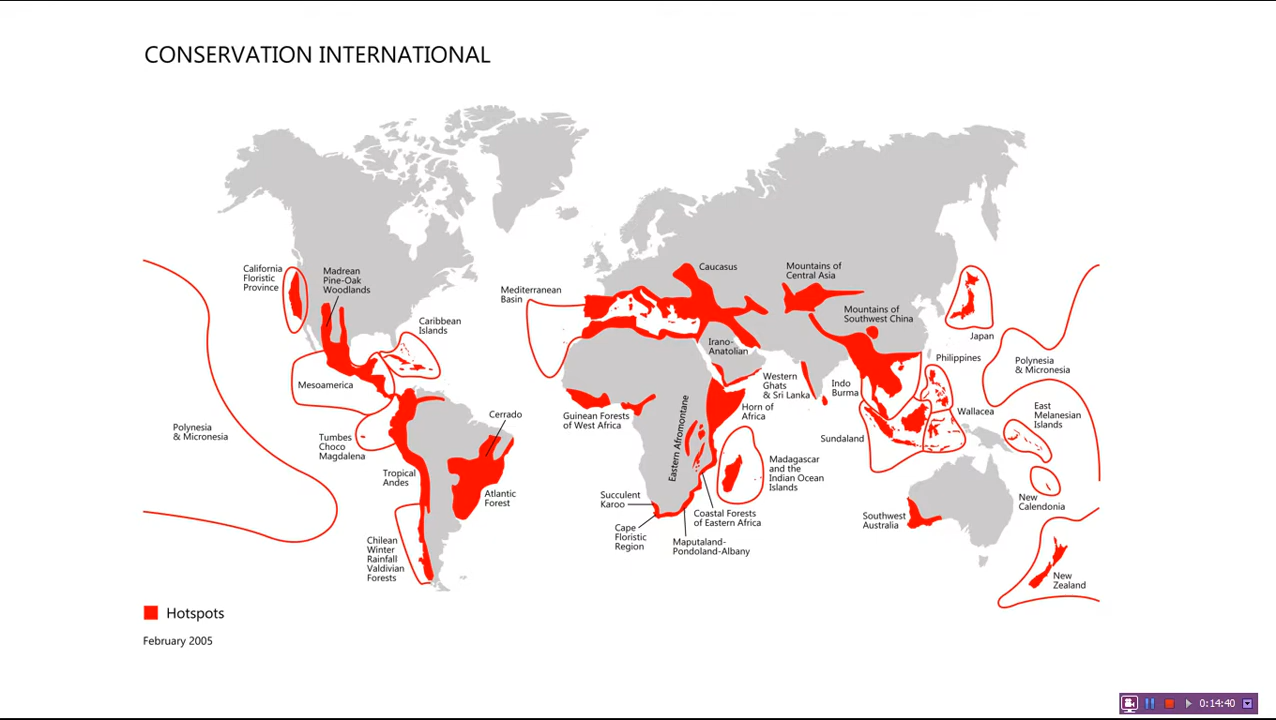 CONSERVATION INTERNATIONAL
California
Floristic
Province
Madrean
Pine-Oak
Woodlands
Caribbean
Islands
Mesoamerica
Polynesia
& Micronesia
Tumbes
Choco
Magdalena
Tropical
Andes
Cerrado
Atlantic
Forest
Chilean
Winter
Rainfall
Valdivian
Forests
Mediterranean
Basin
Caucasus
Irano-
Anatolian
Mountains of
Central Asia
Mountains of
Southwest China
Japan
Philippines
Polynesia
& Micronesia
Western
Ghats
& Sri Lanka
Indo
Burma
Wallacea
East
Melanesian
Islands
Sundaland
Guinean Forests
of West Africa
Eastern Afromontane
Horn of
Africa
Madagascar
and the
Indian Ocean
Islands
Succulent
Karoo
Cape
Floristic
Region
Coastal Forests
of Eastern Africa
Maputaland-
Pondoland-Albany
Southwest
Australia
New
Calendonia
New
Zealand
Hotspots
February 2005
0:14:40